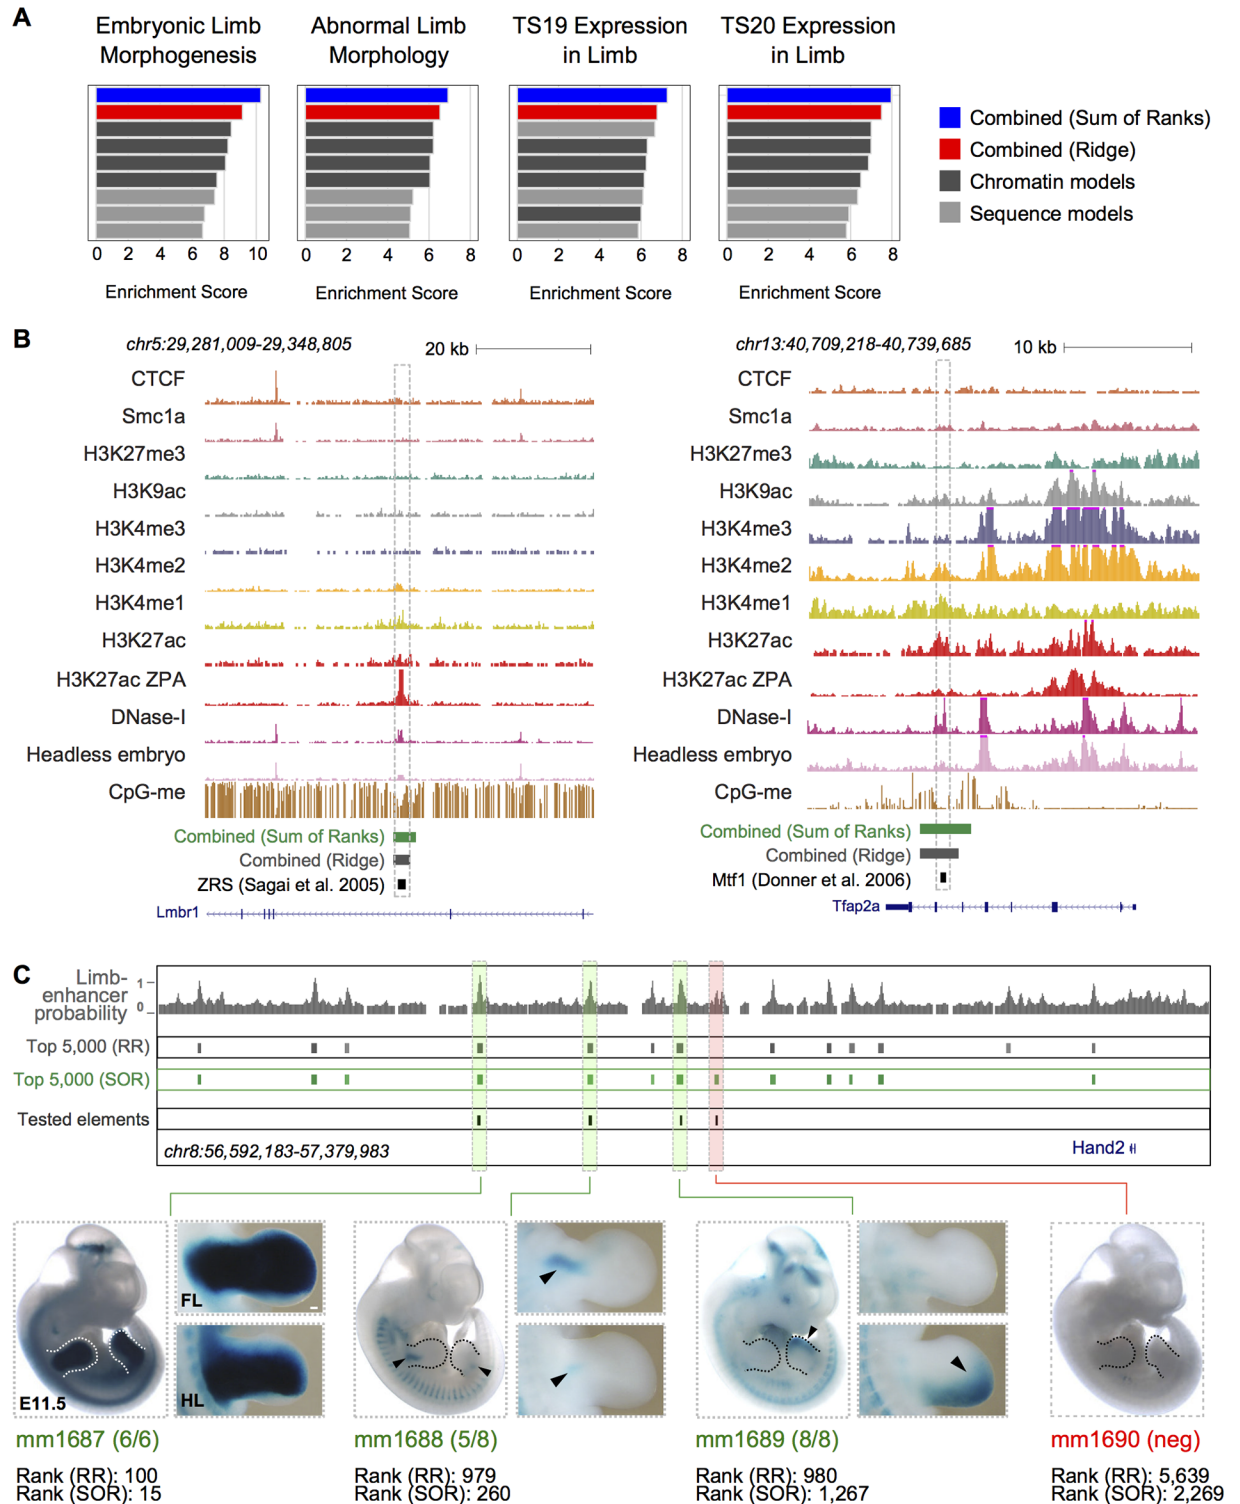 A
Embryonic Limb
Morphogenesis
Abnormal Limb
Morphology
TS19 Expression
in Limb
TS20 Expression
in Limb
0 2 4 6 8 10
0 2 4 6 8
0 2 4 6 8
0 2 4 6 8
Enrichment Score
Enrichment Score
Enrichment Score
Enrichment Score
Combined (Sum of Ranks)
Combined (Ridge)
Chromatin models
Sequence models
B
chr5:29,281,009-29,348,805
20 kb
CTCF
Smc1a
H3K27me3
H3K9ac
H3K4me3
H3K4me2
H3K4me1
H3K27ac
H3K27ac ZPA
DNase-I
Headless embryo
CpG-me
Combined (Sum of Ranks)
Combined (Ridge)
ZRS (Sagai et al. 2005)
Lmbr1
chr13:40,709,218-40,739,685
10 kb
CTCF
Smc1a
H3K27me3
H3K9ac
H3K4me3
H3K4me2
H3K4me1
H3K27ac
H3K27ac ZPA
DNase-I
Headless embryo
CpG-me
Combined (Sum of Ranks)
Combined (Ridge)
Mtf1 (Donner et al. 2006)
Tfap2a
C
Limb-
enhancer
probability
1
0
Top 5,000 (RR)
Top 5,000 (SOR)
Tested elements
chr8:56,592,183-57,379,983
Hand2
FL
HL
E11.5
mm1687 (6/6)
Rank (RR): 100
Rank (SOR): 15
mm1688 (5/8)
Rank (RR): 979
Rank (SOR): 260
mm1689 (8/8)
Rank (RR): 980
Rank (SOR): 1,267
mm1690 (neg)
Rank (RR): 5,639
Rank (SOR): 2,269